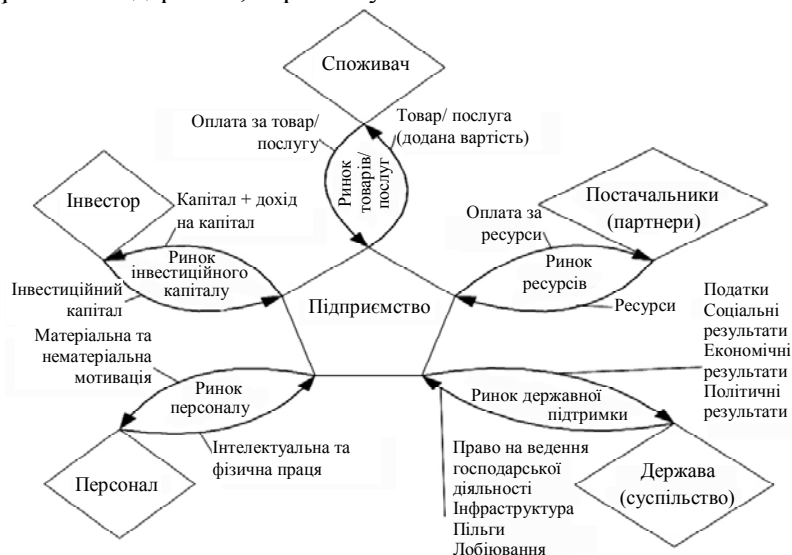 Споживач
Оплата за товар/
послугу
Товар/ послуга
(додана вартість)
Ринок
товарів/
послуг
Інвестор
Капітал + дохід
на капітал
Ринок
інвестиційного
капіталу
Інвестиційний
капітал
Постачальники
(партнери)
Оплата за
ресурси
Ринок
ресурсів
Ресурси
Підприємство
Матеріальна та
нематеріальна
мотивація
Ринок
персоналу
Інтелектуальна та
фізична праця
Персонал
Податки
Соціальні
результати
Економічні
результати
Політичні
результати
Ринок державної
підтримки
Право на ведення
господарської
діяльності
Інфраструктура
Пільги
Лобіювання
Держава
(суспільство)